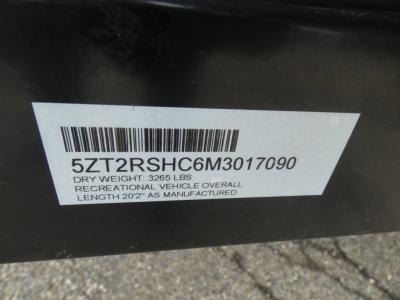 5ZT2RSHC6M3017090
DRY WEIGHT: 3265 LBS
RECREATIONAL VEHICLE OVERALL
LENGTH 20'2" AS MANUFACTURED.